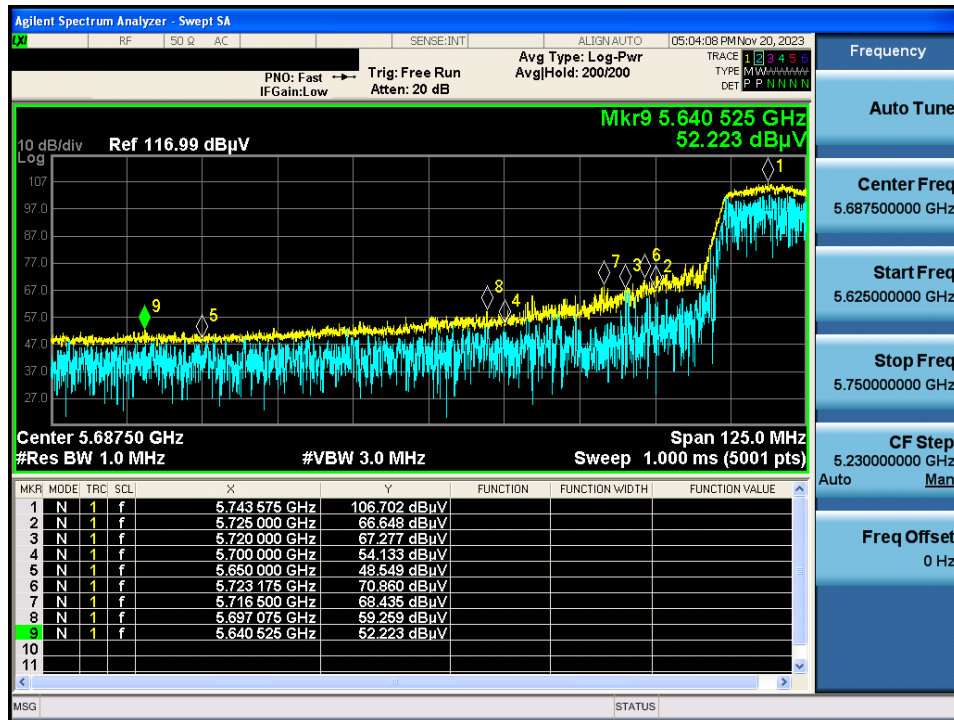 Agilent Spectrum Analyzer - Swept SA
LXI RF 50 Ω AC SENSE:INT ALIGN AUTO 05:04:08 PM Nov 20, 2023
PNO: Fast Trig: Free Run Avg Type: Log-Pwr TRACE 1 2 3 4 5 6
IFGain:Low Atten: 20 dB Avg|Hold: 200/200 TYPE M W
DET P P N N N N
Mkr9 5.640 525 GHz
52.223 dBµV
10 dB/div Ref 116.99 dBµV
Log
107
97.0
87.0
77.0
67.0
57.0
47.0
37.0
27.0
1
7 3 6 2
8 4
9 5
Center 5.68750 GHz Span 125.0 MHz
#Res BW 1.0 MHz #VBW 3.0 MHz Sweep 1.000 ms (5001 pts)
MKR MODE TRC SCL X Y FUNCTION FUNCTION WIDTH FUNCTION VALUE
1 N 1 f 5.743 575 GHz 106.702 dBµV
2 N 1 f 5.725 000 GHz 66.648 dBµV
3 N 1 f 5.720 000 GHz 67.277 dBµV
4 N 1 f 5.700 000 GHz 54.133 dBµV
5 N 1 f 5.650 000 GHz 48.549 dBµV
6 N 1 f 5.723 175 GHz 70.860 dBµV
7 N 1 f 5.716 500 GHz 68.435 dBµV
8 N 1 f 5.697 075 GHz 59.259 dBµV
9 N 1 f 5.640 525 GHz 52.223 dBµV
10
11
MSG STATUS
Frequency
Auto Tune
Center Freq
5.687500000 GHz
Start Freq
5.625000000 GHz
Stop Freq
5.750000000 GHz
CF Step
5.230000000 GHz
Auto Man
Freq Offset
0 Hz